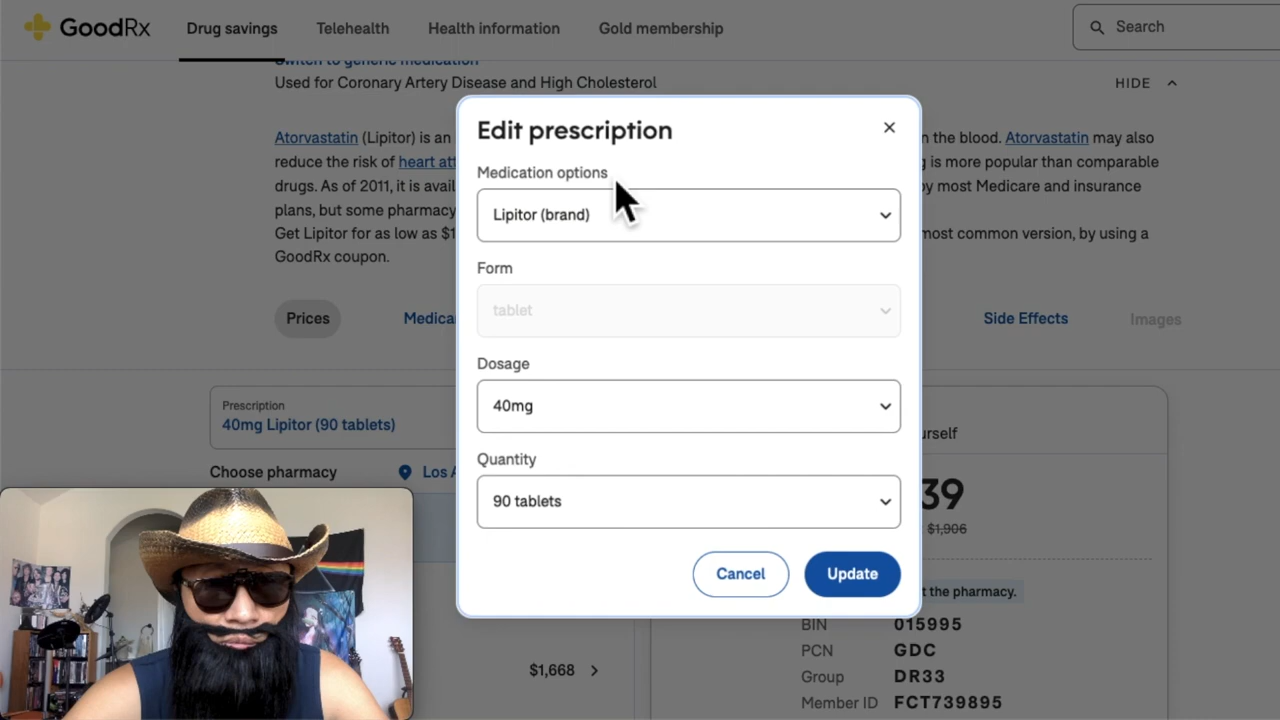 GoodRx
Drug savings
Telehealth
Health information
Gold membership
Search
Switch to generic medication
Used for Coronary Artery Disease and High Cholesterol
HIDE
Atorvastatin (Lipitor) is an
n the blood. Atorvastatin may also
reduce the risk of heart att
g is more popular than comparable
drugs. As of 2011, it is avail
by most Medicare and insurance
plans, but some pharmacy
Get Lipitor for as low as $1
most common version, by using a
GoodRx coupon.
Prices
Medica
Side Effects
Images
Edit prescription
Medication options
Lipitor (brand)
Form
tablet
Dosage
40mg
Quantity
90 tablets
Cancel
Update
Prescription
40mg Lipitor (90 tablets)
Choose pharmacy
Los A
$1,668
urself
39
$1,906
t the pharmacy.
BIN 015995
PCN GDC
Group DR33
Member ID FCT739895